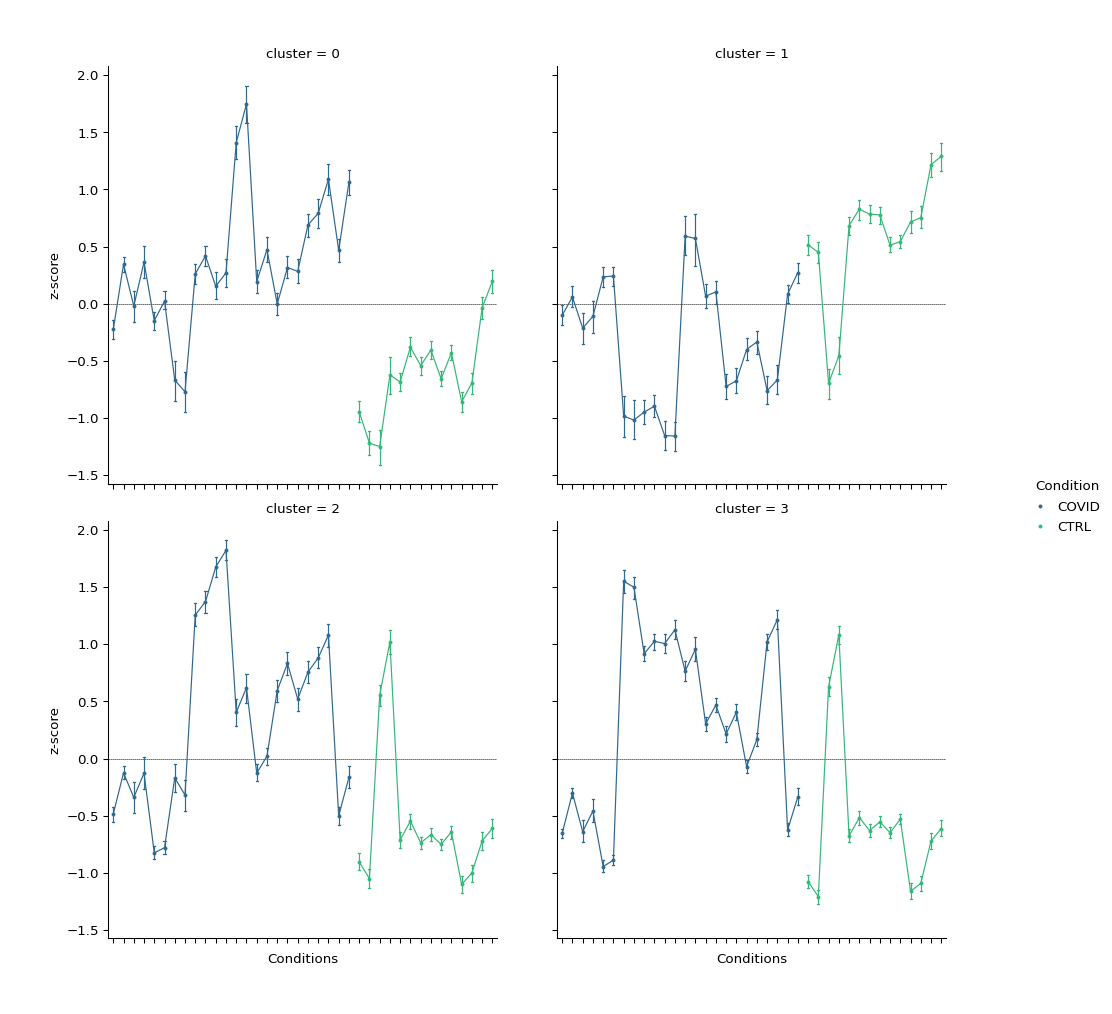 cluster = 0
cluster = 1
2.0
1.5
1.0
0.5
0.0
−0.5
−1.0
−1.5
z-score
Condition
COVID
CTRL
cluster = 2
cluster = 3
2.0
1.5
1.0
0.5
0.0
−0.5
−1.0
−1.5
z-score
Conditions
Conditions